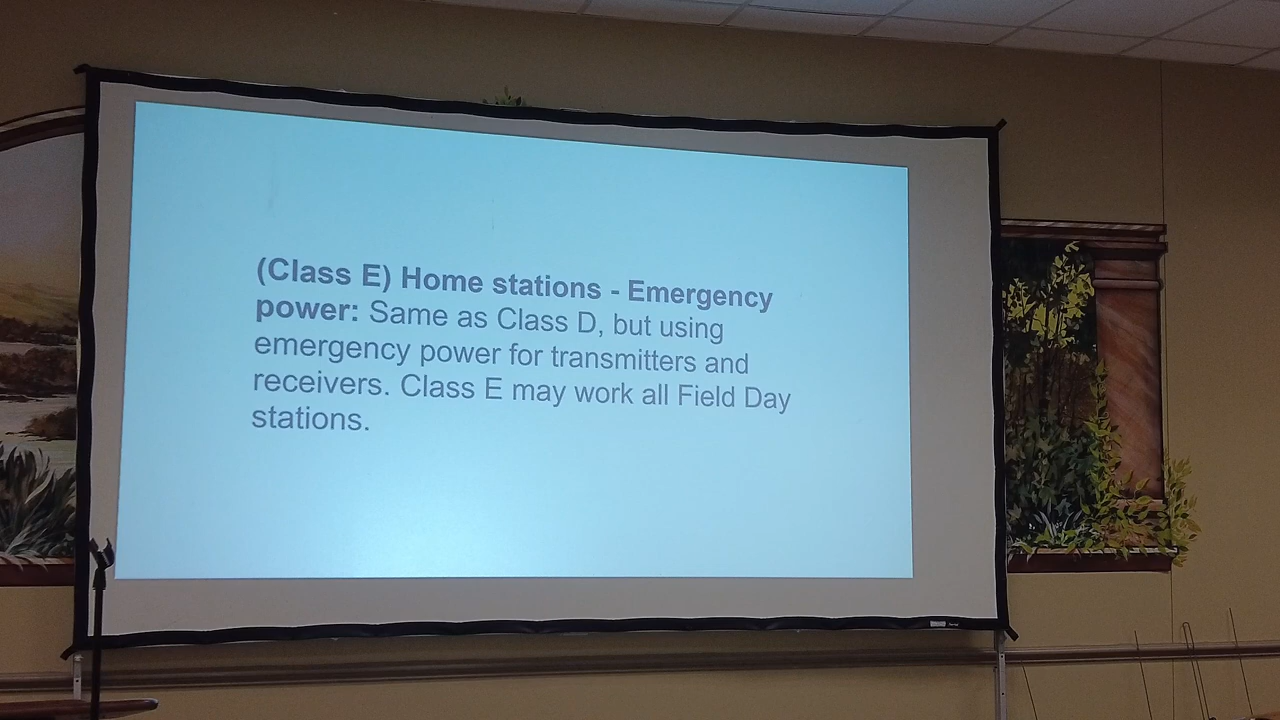 (Class E) Home stations - Emergency
power: Same as Class D, but using
emergency power for transmitters and
receivers. Class E may work all Field Day
stations.